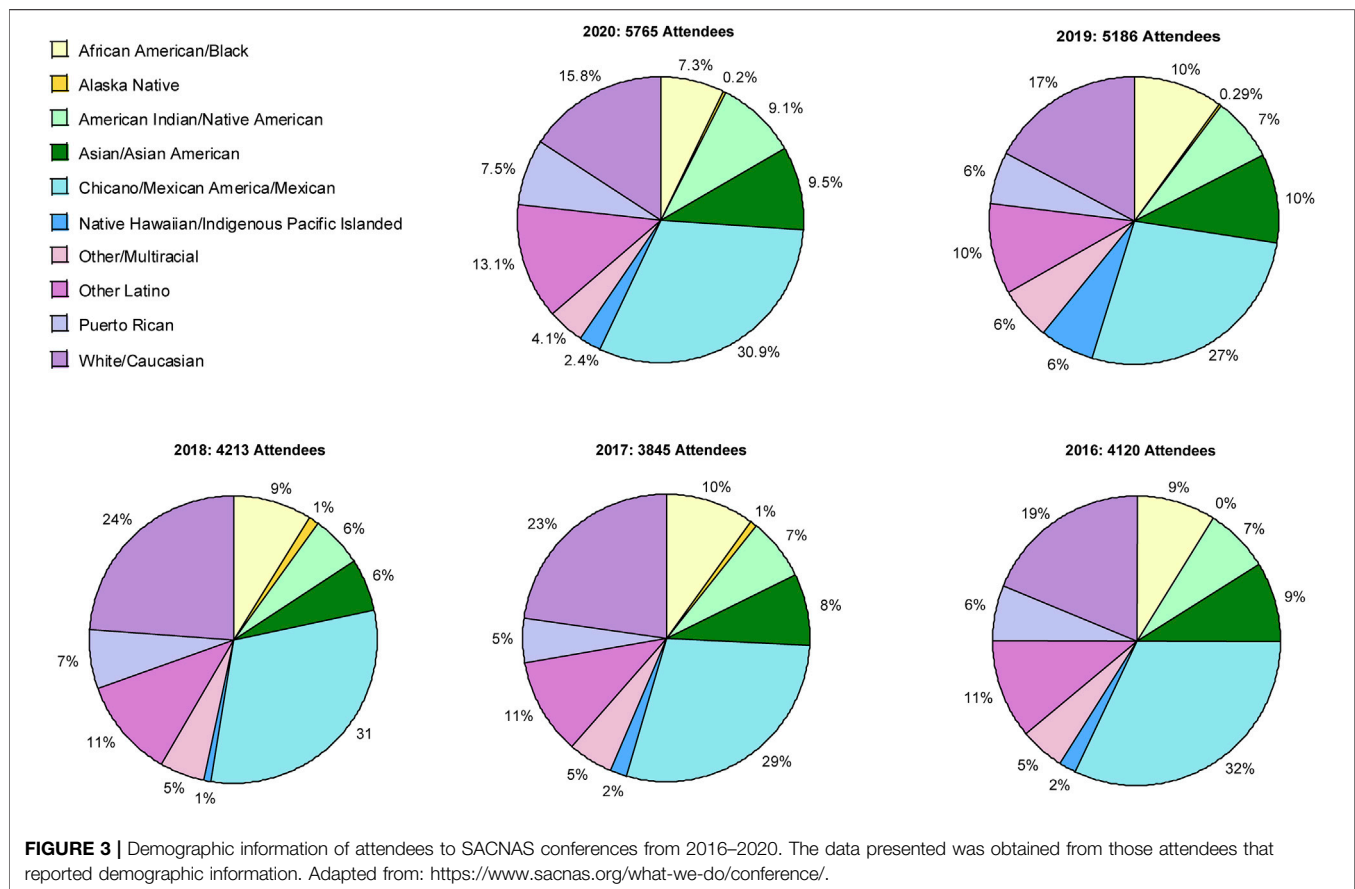 African American/Black
Alaska Native
American Indian/Native American
Asian/Asian American
Chicano/Mexican America/Mexican
Native Hawaiian/Indigenous Pacific Islanded
Other/Multiracial
Other Latino
Puerto Rican
White/Caucasian
2020: 5765 Attendees
7.3%
0.2%
9.1%
9.5%
30.9%
2.4%
4.1%
13.1%
7.5%
15.8%
2019: 5186 Attendees
10%
0.29%
7%
10%
27%
6%
6%
10%
6%
17%
2018: 4213 Attendees
9%
1%
6%
6%
31
1%
5%
11%
7%
24%
2017: 3845 Attendees
10%
1%
7%
8%
29%
2%
5%
11%
5%
23%
2016: 4120 Attendees
9%
0%
7%
9%
32%
2%
5%
11%
6%
19%
FIGURE 3 | Demographic information of attendees to SACNAS conferences from 2016–2020. The data presented was obtained from those attendees that
reported demographic information. Adapted from: https://www.sacnas.org/what-we-do/conference/.